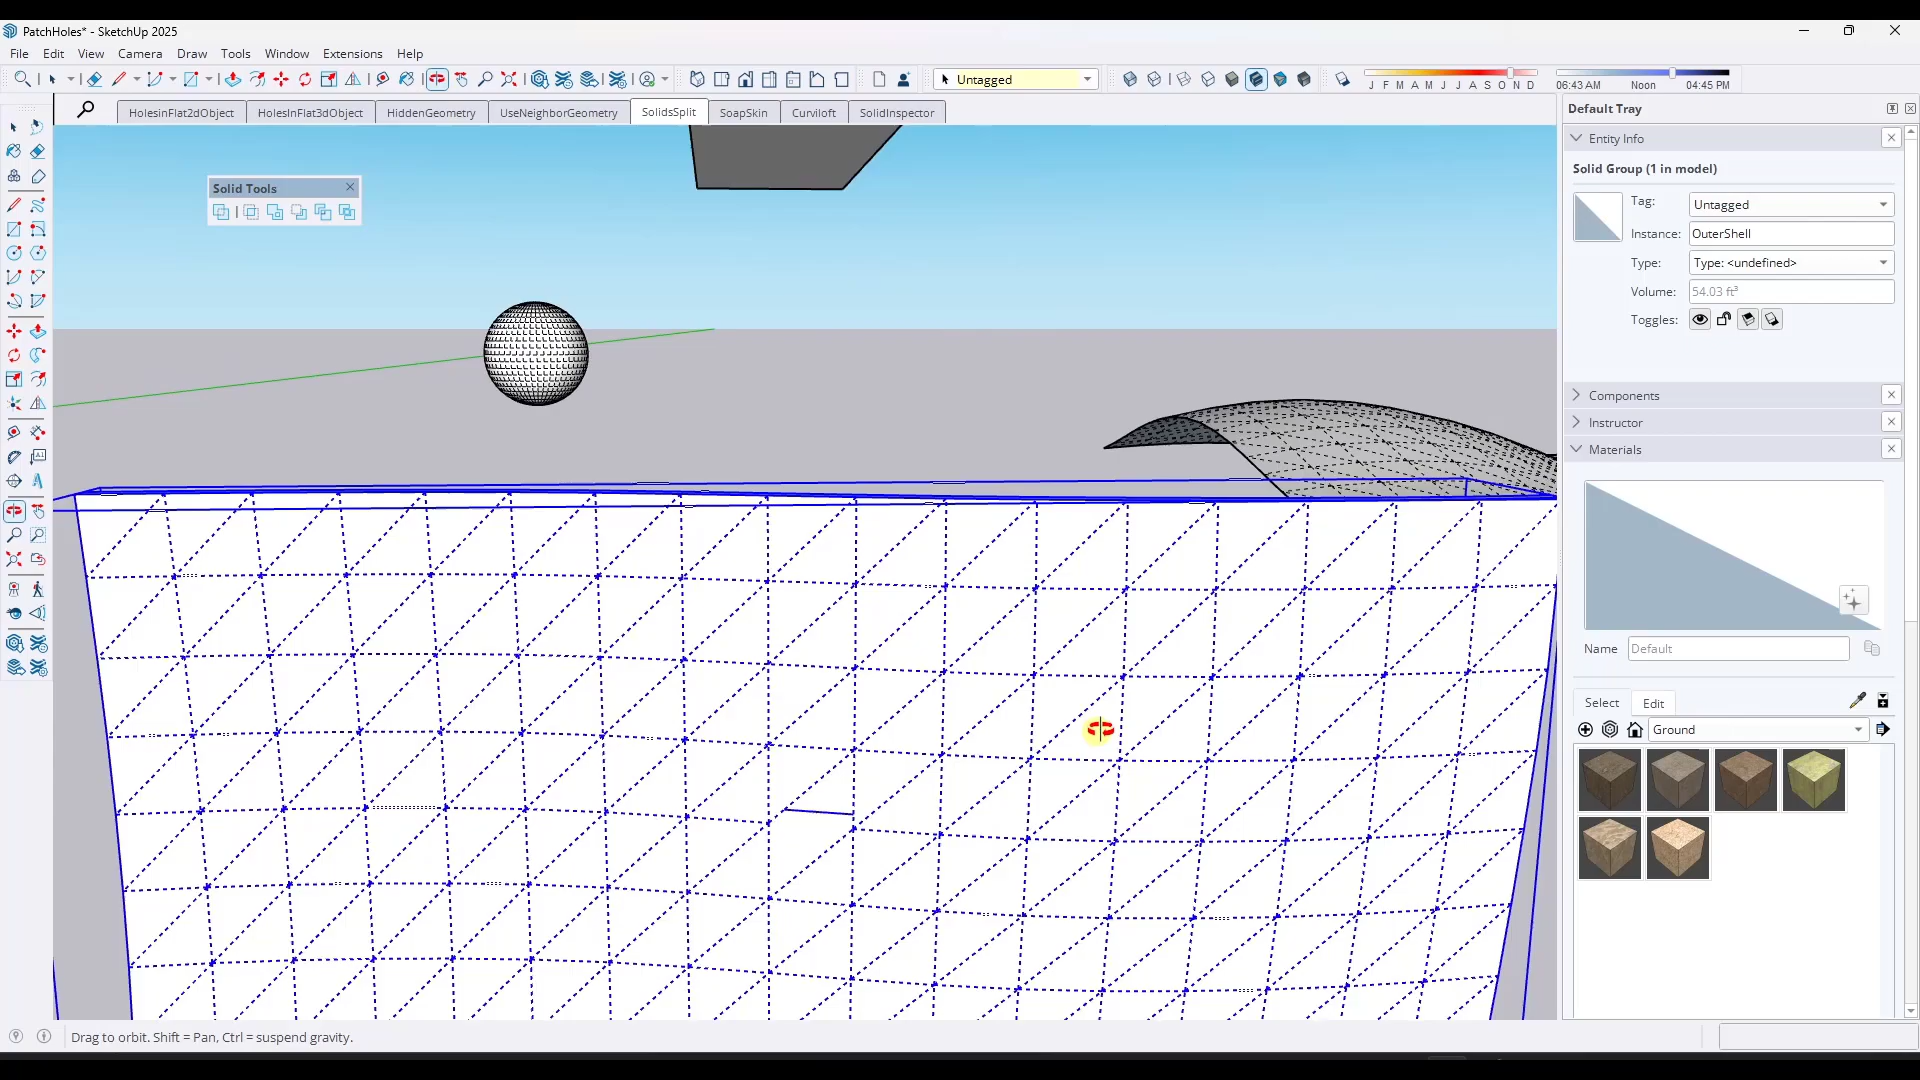 PatchHoles* - SketchUp 2025
File Edit View Camera Draw Tools Window Extensions Help
Untagged
J F M A M J J A S O N D
06:43 AM Noon 04:45 PM
HolesinFlat2dObject HolesInFlat3dObject HiddenGeometry UseNeighborGeometry SolidsSplit SoapSkin Curviloft SolidInspector
Solid Tools
Default Tray
Entity Info
Solid Group (1 in model)
Tag: Untagged
Instance: OuterShell
Type: Type: <undefined>
Volume: 54.03 ft³
Toggles:
Components
Instructor
Materials
Name Default
Select Edit
Ground
Drag to orbit. Shift = Pan, Ctrl = suspend gravity.